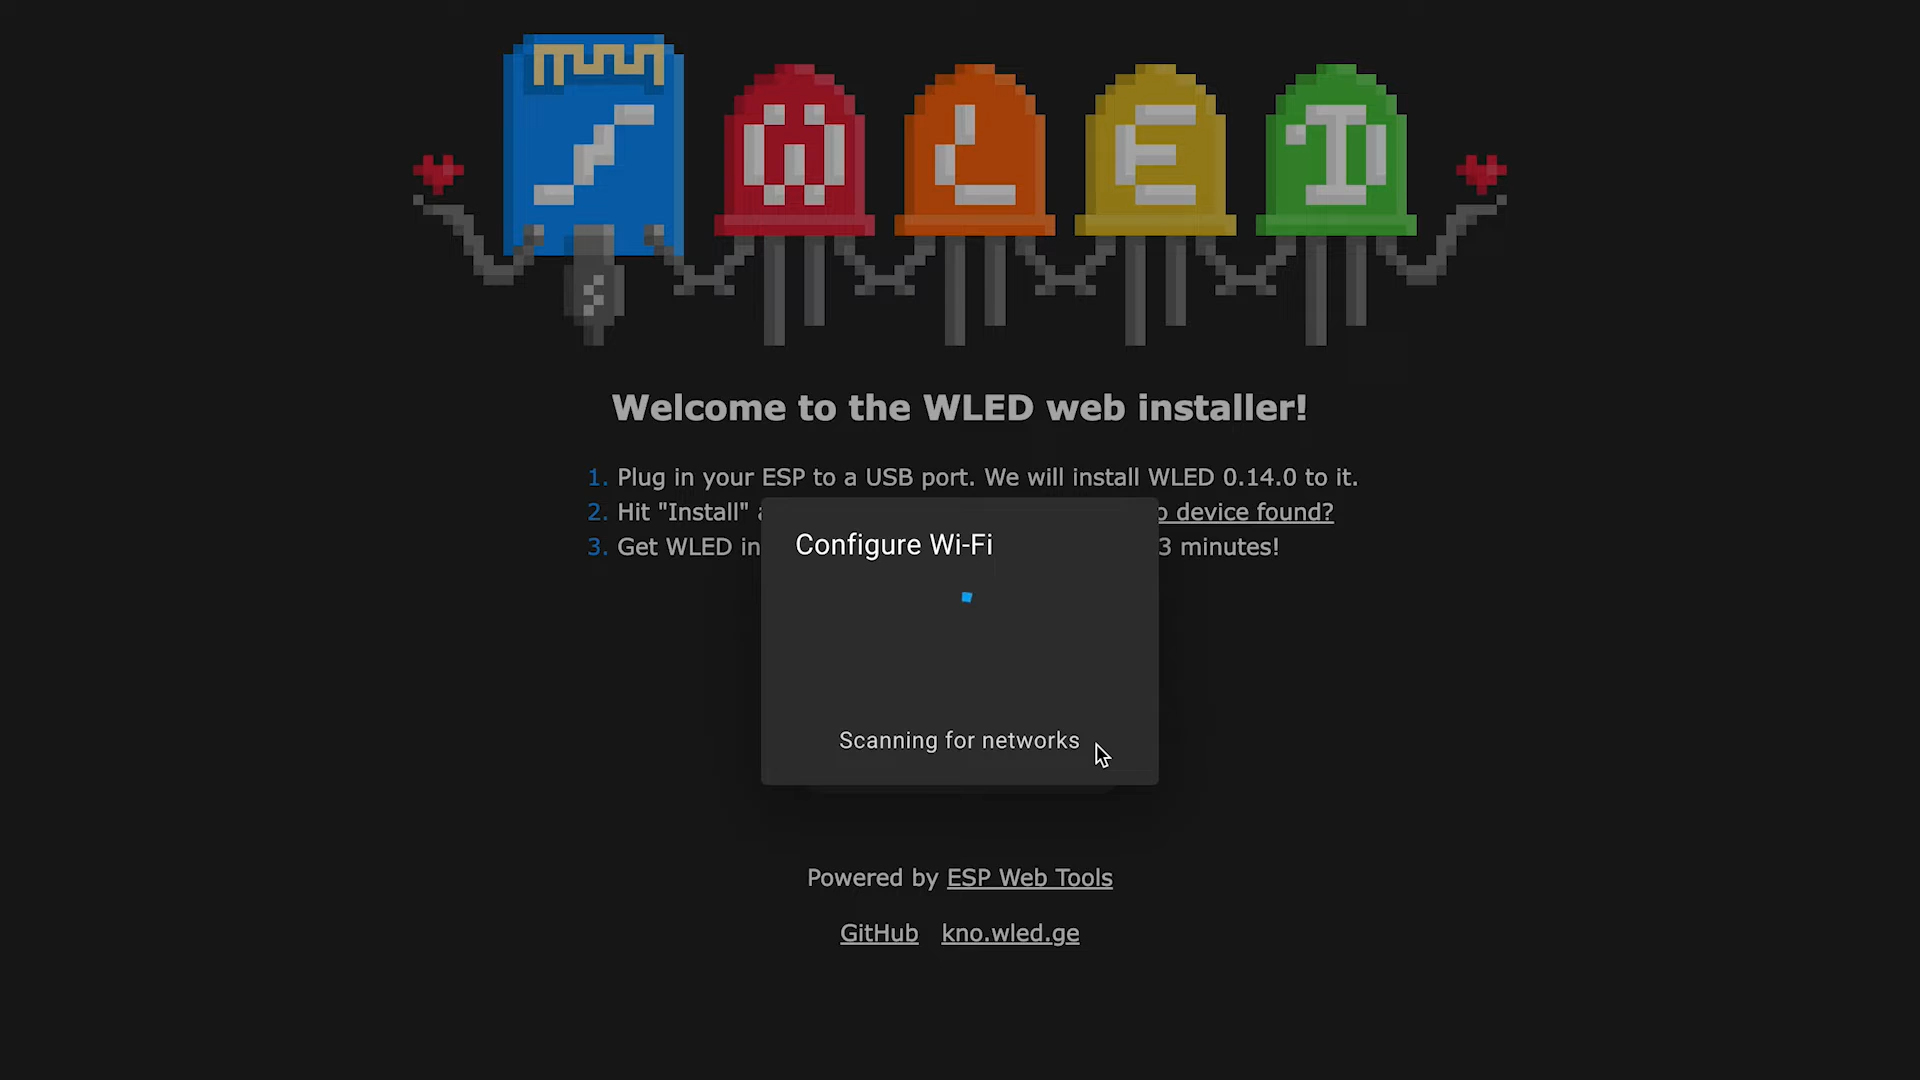 WLED
Welcome to the WLED web installer!
1. Plug in your ESP to a USB port. We will install WLED 0.14.0 to it.
2. Hit "Install" device found?
3. Get WLED in 3 minutes!
Configure Wi-Fi
Scanning for networks
Powered by ESP Web Tools
GitHub kno.wled.ge